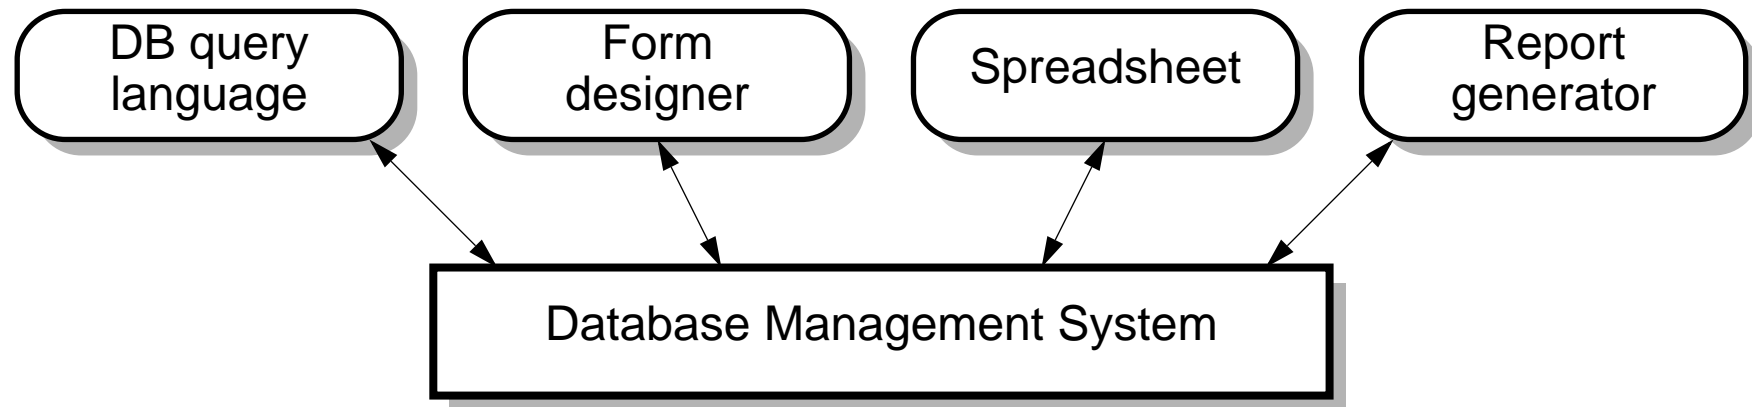 DB query
language
Form
designer
Spreadsheet
Report
generator
Database Management System